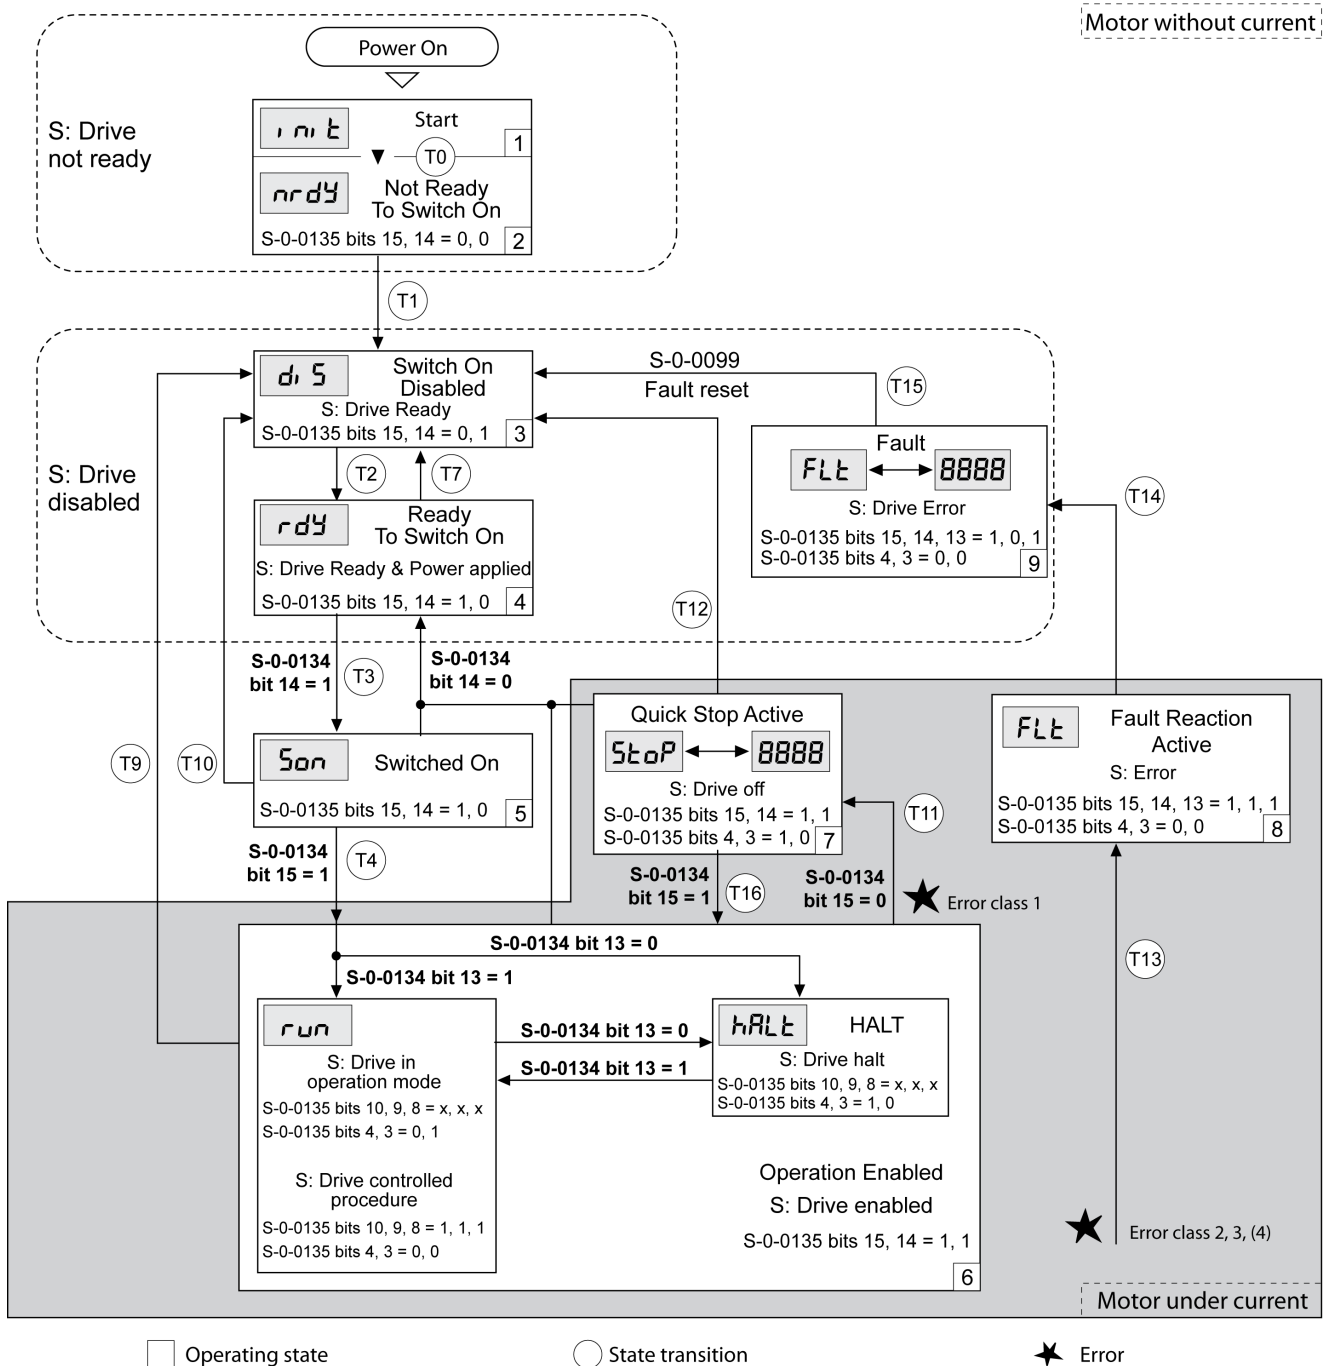 Motor without current
Power On
S: Drive
not ready
init
Start
1
T0
nrdy
Not Ready
To Switch On
S-0-0135 bits 15, 14 = 0, 0
2
T1
S: Drive
disabled
diS
Switch On
Disabled
S: Drive Ready
S-0-0135 bits 15, 14 = 0, 1
3
S-0-0099
Fault reset
T15
T2
T7
rdy
Ready
To Switch On
S: Drive Ready & Power applied
S-0-0135 bits 15, 14 = 1, 0
4
Fault
FLt
8888
S: Drive Error
S-0-0135 bits 15, 14, 13 = 1, 0, 1
S-0-0135 bits 4, 3 = 0, 0
9
T14
T12
S-0-0134
bit 14 = 1
T3
S-0-0134
bit 14 = 0
T9
T10
Son
Switched On
S-0-0135 bits 15, 14 = 1, 0
5
Quick Stop Active
StoP
8888
S: Drive off
S-0-0135 bits 15, 14 = 1, 1
S-0-0135 bits 4, 3 = 1, 0
7
T11
FLt
Fault Reaction
Active
S: Error
S-0-0135 bits 15, 14, 13 = 1, 1, 1
S-0-0135 bits 4, 3 = 0, 0
8
S-0-0134
bit 15 = 1
T4
S-0-0134
bit 15 = 1
T16
S-0-0134
bit 15 = 0
Error class 1
T13
S-0-0134 bit 13 = 0
S-0-0134 bit 13 = 1
run
S: Drive in
operation mode
S-0-0135 bits 10, 9, 8 = x, x, x
S-0-0135 bits 4, 3 = 0, 1
S: Drive controlled
procedure
S-0-0135 bits 10, 9, 8 = 1, 1, 1
S-0-0135 bits 4, 3 = 0, 0
S-0-0134 bit 13 = 0
S-0-0134 bit 13 = 1
hALt
HALT
S: Drive halt
S-0-0135 bits 10, 9, 8 = x, x, x
S-0-0135 bits 4, 3 = 1, 0
Operation Enabled
S: Drive enabled
S-0-0135 bits 15, 14 = 1, 1
6
Error class 2, 3, (4)
Motor under current
Operating state
State transition
Error